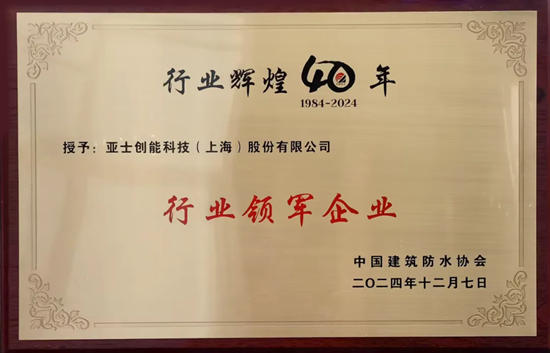 行业辉煌40年
1984-2024
授予：亚士创能科技（上海）股份有限公司
行业领军企业
中国建筑防水协会
二〇二四年十二月七日